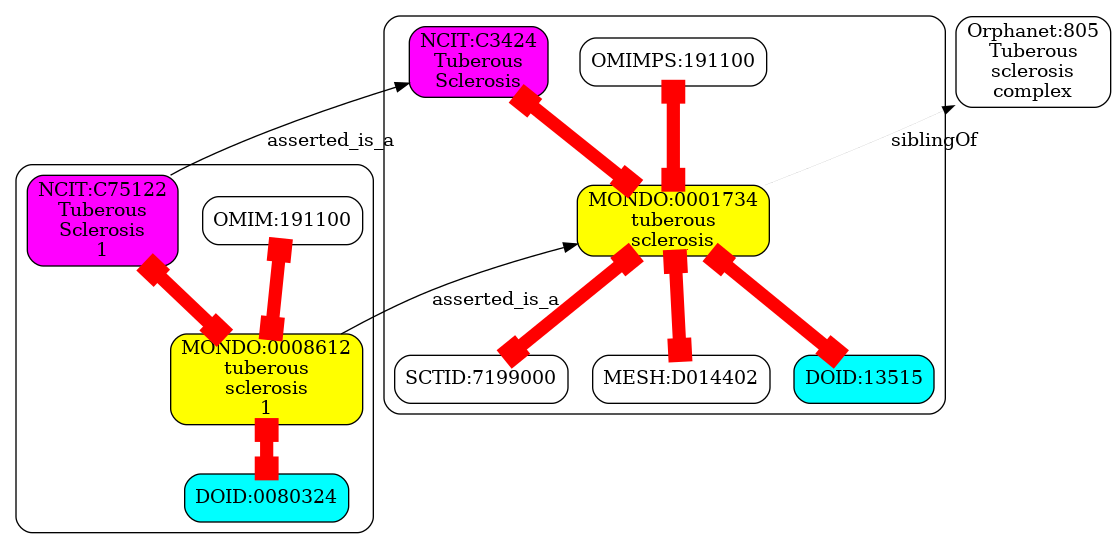 NCIT:C3424
Tuberous
Sclerosis
OMIMPS:191100
Orphanet:805
Tuberous
sclerosis
complex
asserted_is_a
siblingOf
NCIT:C75122
Tuberous
Sclerosis
1
OMIM:191100
MONDO:0001734
tuberous
sclerosis
asserted_is_a
MONDO:0008612
tuberous
sclerosis
1
SCTID:7199000
MESH:D014402
DOID:13515
DOID:0080324